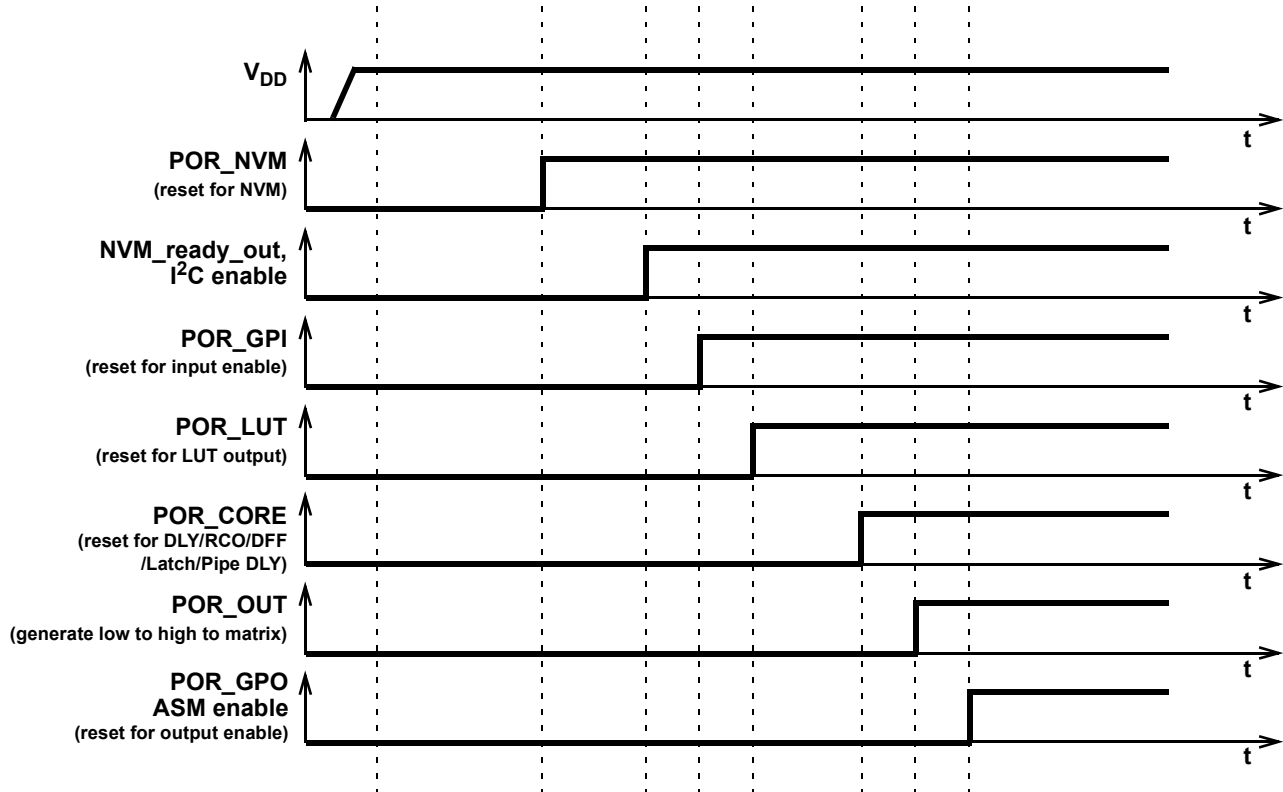 VDD
t
POR_NVM
(reset for NVM)
t
NVM_ready_out,
I2C enable
t
POR_GPI
(reset for input enable)
t
POR_LUT
(reset for LUT output)
t
POR_CORE
(reset for DLY/RCO/DFF
/Latch/Pipe DLY)
t
POR_OUT
(generate low to high to matrix)
t
POR_GPO
ASM enable
(reset for output enable)
t